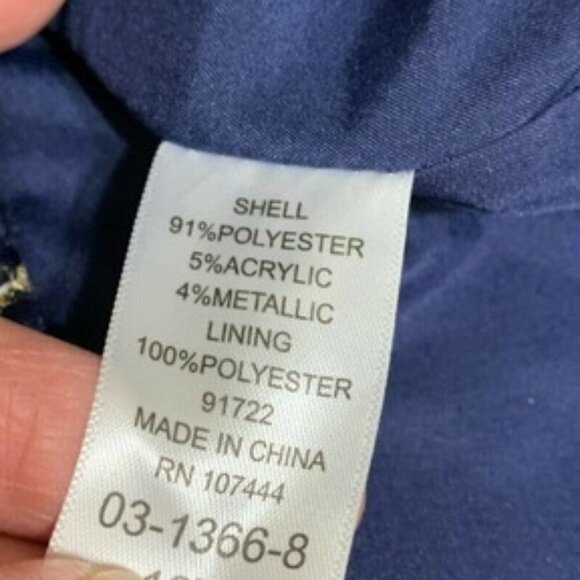 SHELL
91%POLYESTER
5%ACRYLIC
4%METALLIC
LINING
100%POLYESTER
91722
MADE IN CHINA
RN 107444
03-1366-8